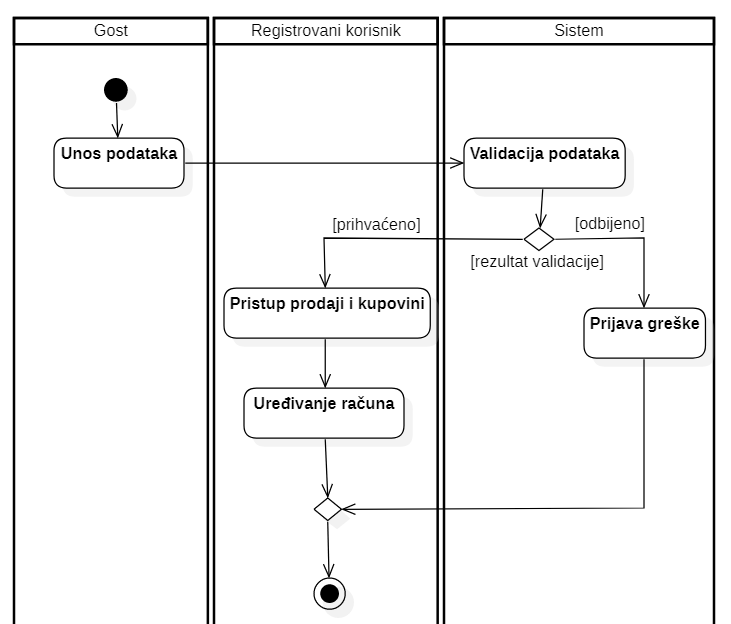 Gost
Registrovani korisnik
Sistem
Unos podataka
Validacija podataka
[prihvaćeno]
[odbijeno]
[rezultat validacije]
Pristup prodaji i kupovini
Prijava greške
Uređivanje računa